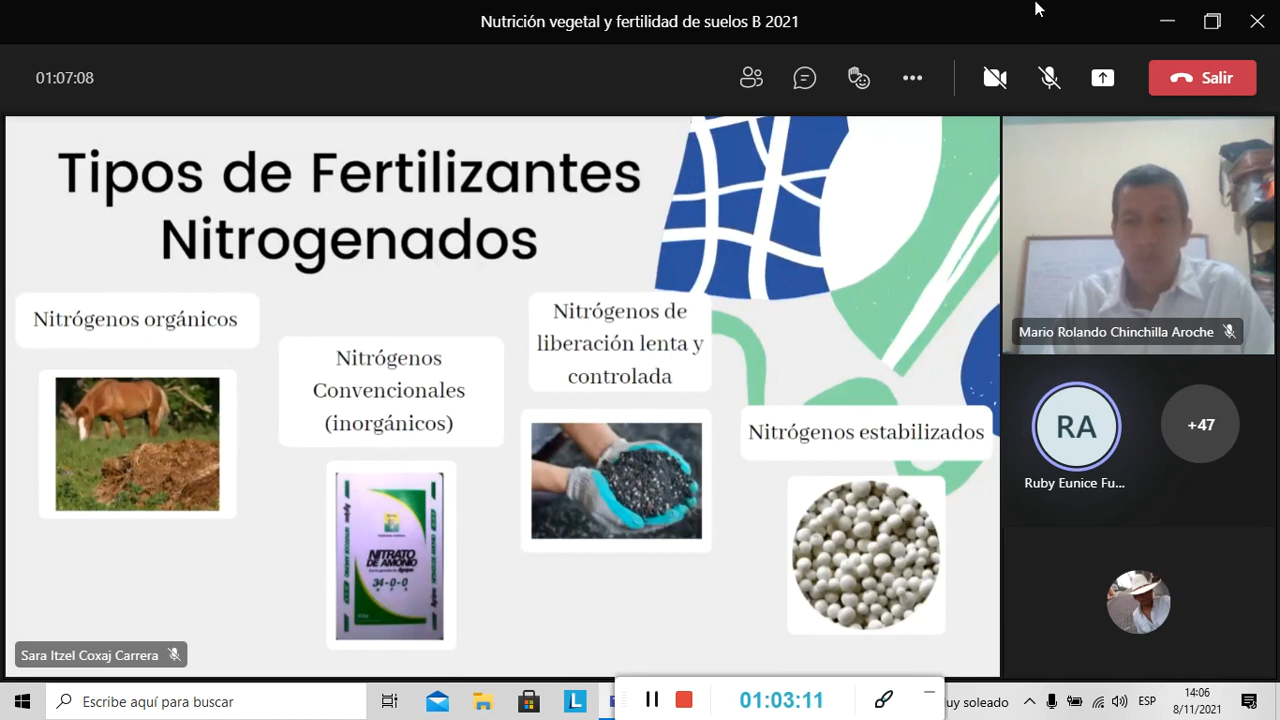 Nutrición vegetal y fertilidad de suelos B 2021
01:07:08
Salir
Tipos de Fertilizantes
Nitrogenados
Nitrógenos orgánicos
Nitrógenos
Convencionales
(inorgánicos)
NITRATO
DE AMONIO
34-0-0
Nitrógenos de
liberación lenta y
controlada
Nitrógenos estabilizados
Sara Itzel Coxaj Carrera
Mario Rolando Chinchilla Aroche
RA
Ruby Eunice Fu...
+47
Escribe aquí para buscar
01:03:11
uy soleado
ESP
14:06
8/11/2021